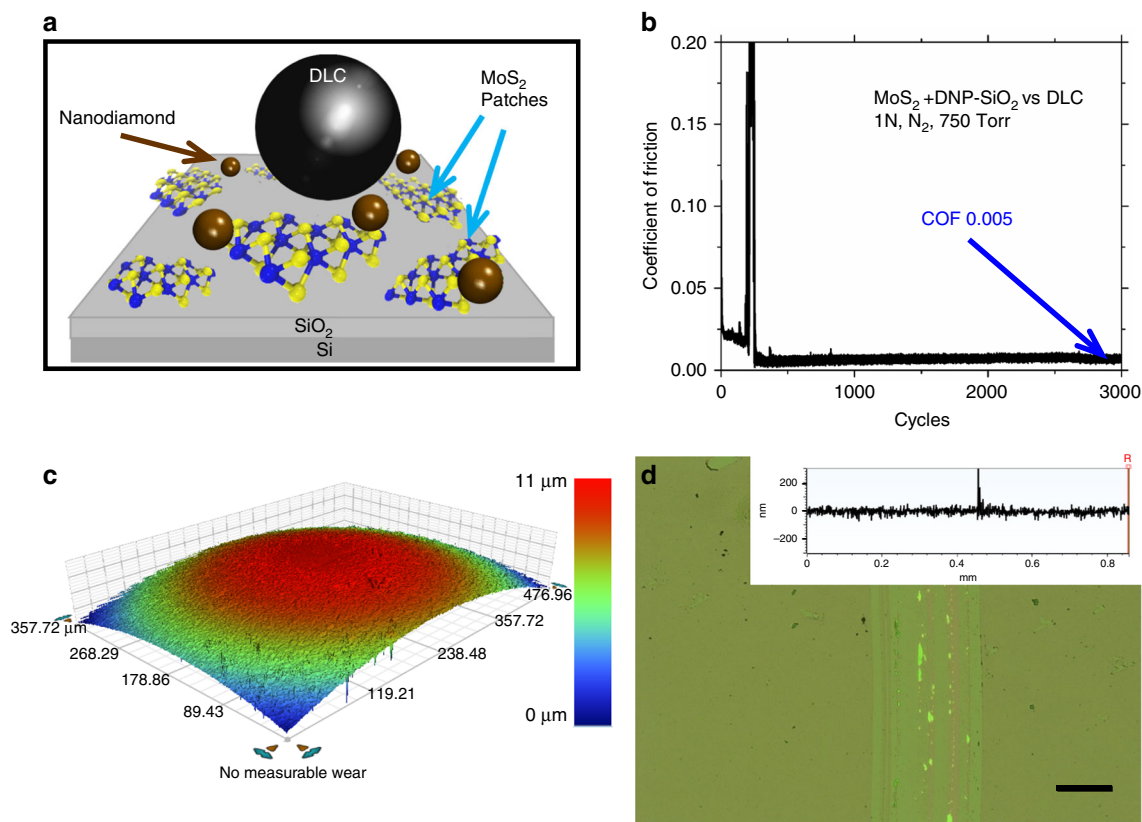 a
DLC
MoS₂
Patches
Nanodiamond
SiO₂
Si
b
0.20
0.15
0.10
0.05
0.00
Coefficient of friction
MoS₂ +DNP-SiO₂ vs DLC
1N, N₂, 750 Torr
COF 0.005
0
1000
2000
3000
Cycles
c
11 μm
0 μm
357.72 μm
268.29
178.86
89.43
476.96
357.72
238.48
119.21
No measurable wear
d
R
200
0
−200
nm
0
0.2
0.4
0.6
0.8
mm